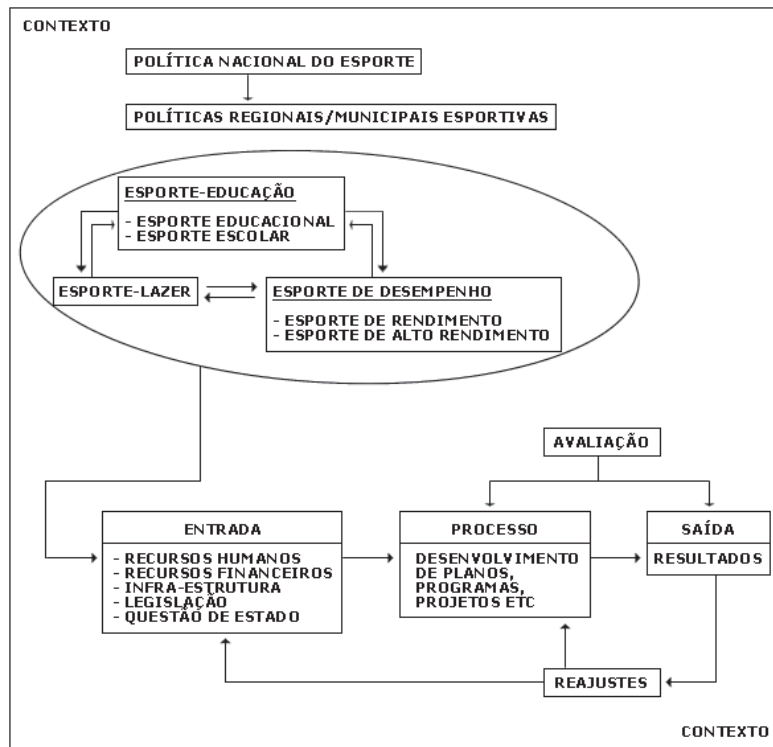 CONTEXTO
POLÍTICA NACIONAL DO ESPORTE
POLÍTICAS REGIONAIS/MUNICIPAIS ESPORTIVAS
ESPORTE-EDUCAÇÃO
- ESPORTE EDUCACIONAL
- ESPORTE ESCOLAR
ESPORTE-LAZER
ESPORTE DE DESEMPENHO
- ESPORTE DE RENDIMENTO
- ESPORTE DE ALTO RENDIMENTO
AVALIAÇÃO
ENTRADA
- RECURSOS HUMANOS
- RECURSOS FINANCEIROS
- INFRA-ESTRUTURA
- LEGISLAÇÃO
- QUESTÃO DE ESTADO
PROCESSO
DESENVOLVIMENTO
DE PLANOS,
PROGRAMAS,
PROJETOS ETC
SAÍDA
RESULTADOS
REAJUSTES
CONTEXTO